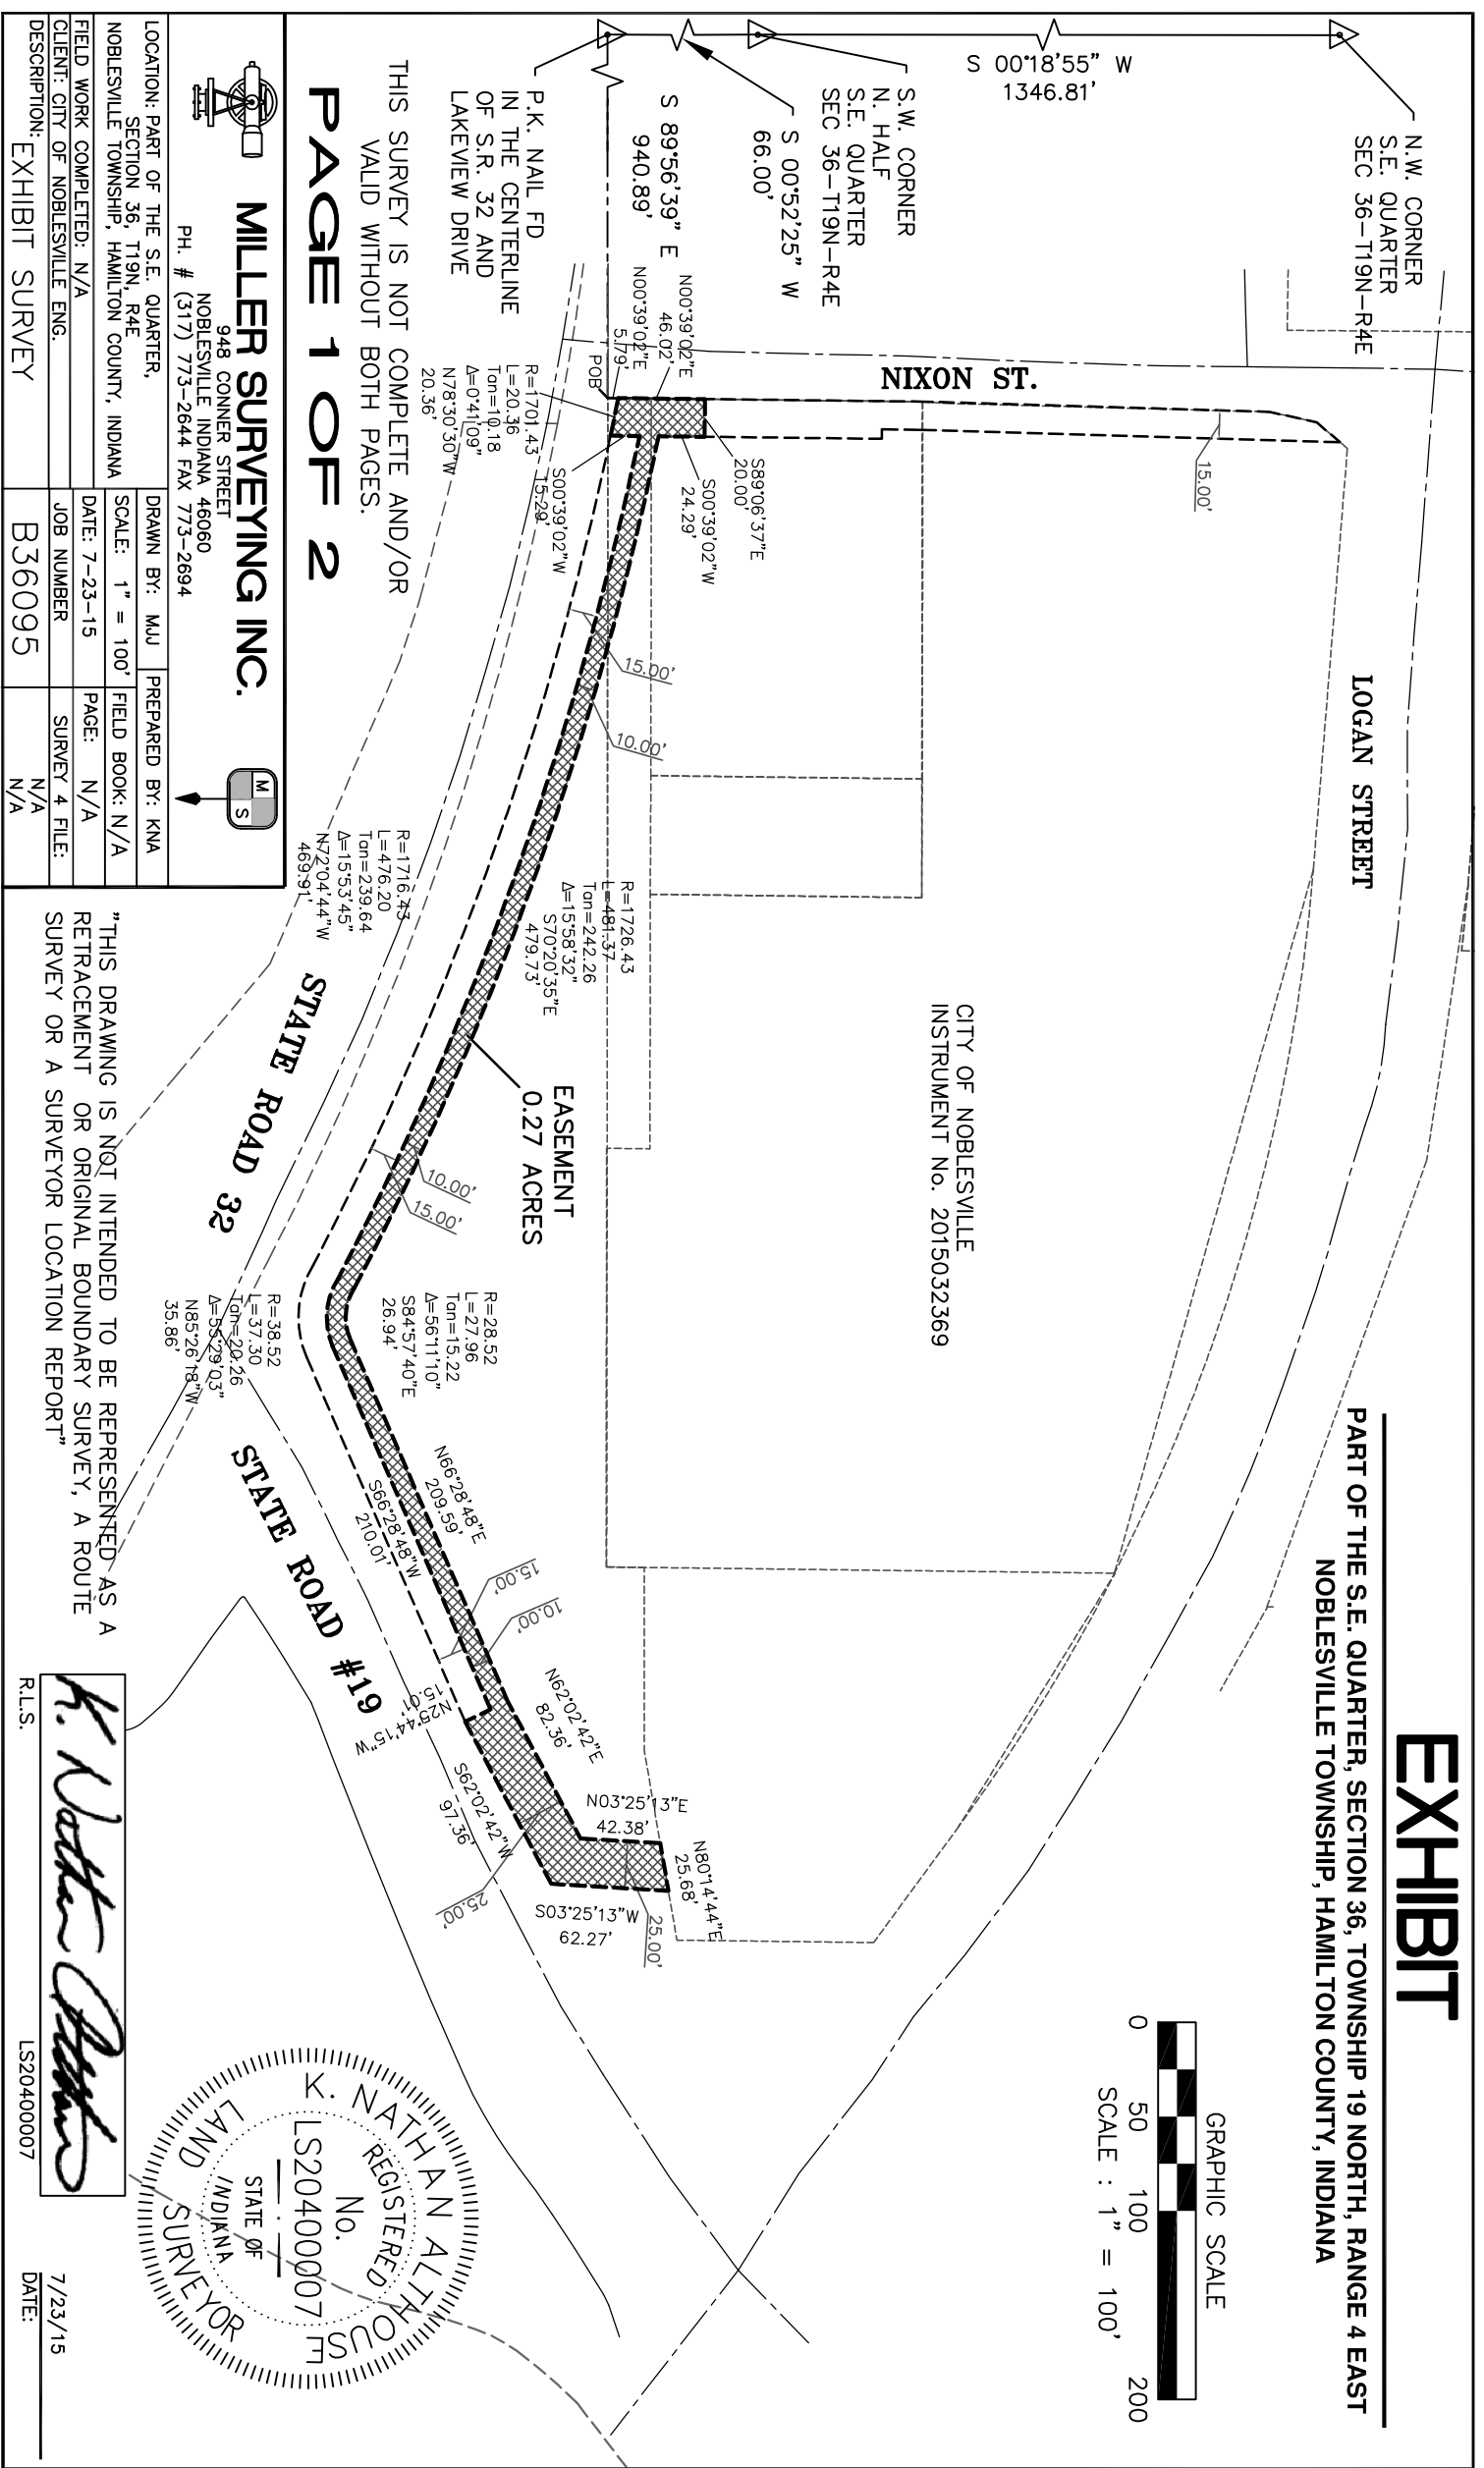 EXHIBIT
PART OF THE S.E. QUARTER, SECTION 36, TOWNSHIP 19 NORTH, RANGE 4 EAST
NOBLESVILLE TOWNSHIP, HAMILTON COUNTY, INDIANA
GRAPHIC SCALE
0 50 100 200
SCALE : 1" = 100'
N.W. CORNER
S.E. QUARTER
SEC 36-T19N-R4E
S 00°18'55" W
1346.81'
S.W. CORNER
N. HALF
S.E. QUARTER
SEC 36-T19N-R4E
S 00°52'25" W
66.00'
S 89°56'39" E
940.89'
P.K. NAIL FD
IN THE CENTERLINE
OF S.R. 32 AND
LAKEVIEW DRIVE
LOGAN STREET
NIXON ST.
15.00'
N00°39'02"E
46.02'
N00°39'02"E
5.79'
POB
S89°06'37"E
20.00'
S00°39'02"W
24.29'
S00°39'02"W
15.29'
R=1701.43
L=20.36
Tan=10.18
Δ=0°41'09"
N78°30'30"W
20.36'
15.00'
10.00'
R=1726.43
L=481.37
Tan=242.26
Δ=15°58'32"
S70°20'35"E
479.73'
R=1716.43
L=476.20
Tan=239.64
Δ=15°53'45"
N72°04'44"W
469.91'
CITY OF NOBLESVILLE
INSTRUMENT No. 2015032369
EASEMENT
0.27 ACRES
10.00'
15.00'
STATE ROAD 32
R=28.52
L=27.96
Tan=15.22
Δ=56°11'10"
S84°57'40"E
26.94'
R=38.52
L=37.30
Tan=20.26
Δ=55°29'03"
N85°26'18"W
35.86'
N66°28'48"E
209.59'
S66°28'48"W
210.01'
15.00'
10.00'
STATE ROAD #19
N25°44'15"W
15.01'
N62°02'42"E
82.36'
S62°02'42"W
97.36'
25.00'
N03°25'13"E
42.38'
N80°14'44"E
25.68'
25.00'
S03°25'13"W
62.27'
THIS SURVEY IS NOT COMPLETE AND/OR
VALID WITHOUT BOTH PAGES.
PAGE 1 OF 2
MILLER SURVEYING INC.
948 CONNER STREET
NOBLESVILLE INDIANA 46060
PH. # (317) 773-2644 FAX 773-2694
M
S
LOCATION: PART OF THE S.E. QUARTER,
SECTION 36, T19N, R4E
NOBLESVILLE TOWNSHIP, HAMILTON COUNTY, INDIANA
FIELD WORK COMPLETED: N/A
CLIENT: CITY OF NOBLESVILLE ENG.
DESCRIPTION: EXHIBIT SURVEY
DRAWN BY: MJJ
PREPARED BY: KNA
SCALE: 1" = 100'
FIELD BOOK: N/A
DATE: 7-23-15
PAGE: N/A
JOB NUMBER
B36095
SURVEY 4 FILE:
N/A
N/A
"THIS DRAWING IS NOT INTENDED TO BE REPRESENTED AS A
RETRACEMENT OR ORIGINAL BOUNDARY SURVEY, A ROUTE
SURVEY OR A SURVEYOR LOCATION REPORT"
K. Nathan Althouse
R.L.S.
LS20400007
K. NATHAN ALTHOUSE
REGISTERED
No.
LS20400007
STATE OF
INDIANA
LAND SURVEYOR
7/23/15
DATE: